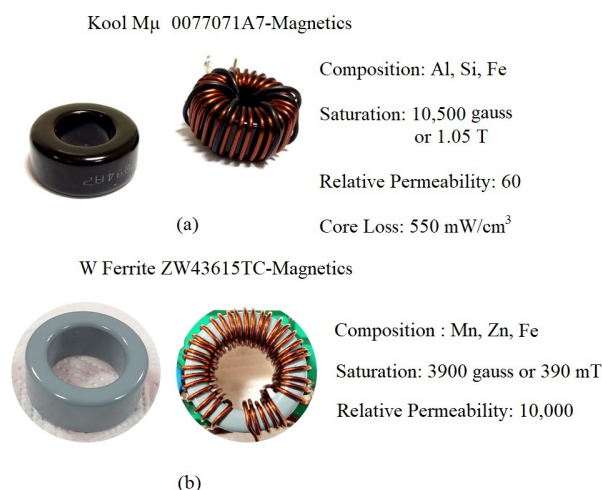 Kool Mµ 0077071A7-Magnetics
Composition: Al, Si, Fe
Saturation: 10,500 gauss
or 1.05 T
Relative Permeability: 60
Core Loss: 550 mW/cm³
(a)
W Ferrite ZW43615TC-Magnetics
Composition : Mn, Zn, Fe
Saturation: 3900 gauss or 390 mT
Relative Permeability: 10,000
(b)